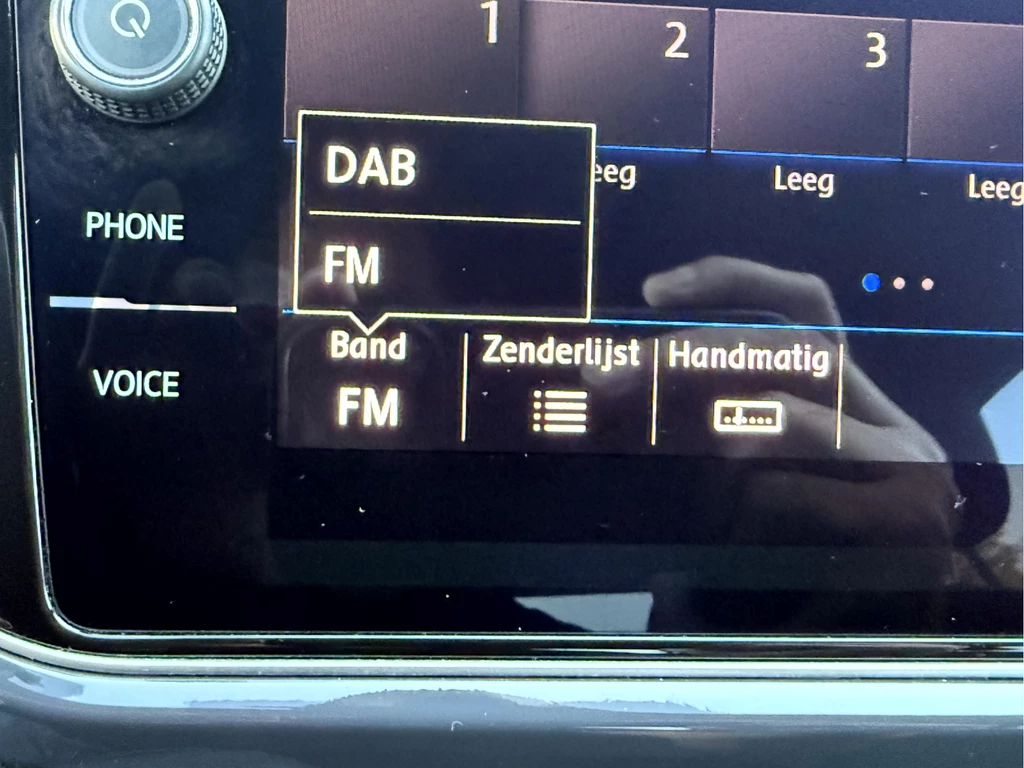 1
2
3
DAB
eeg
Leeg
Leeg
PHONE
FM
Band
Zenderlijst
Handmatig
VOICE
FM